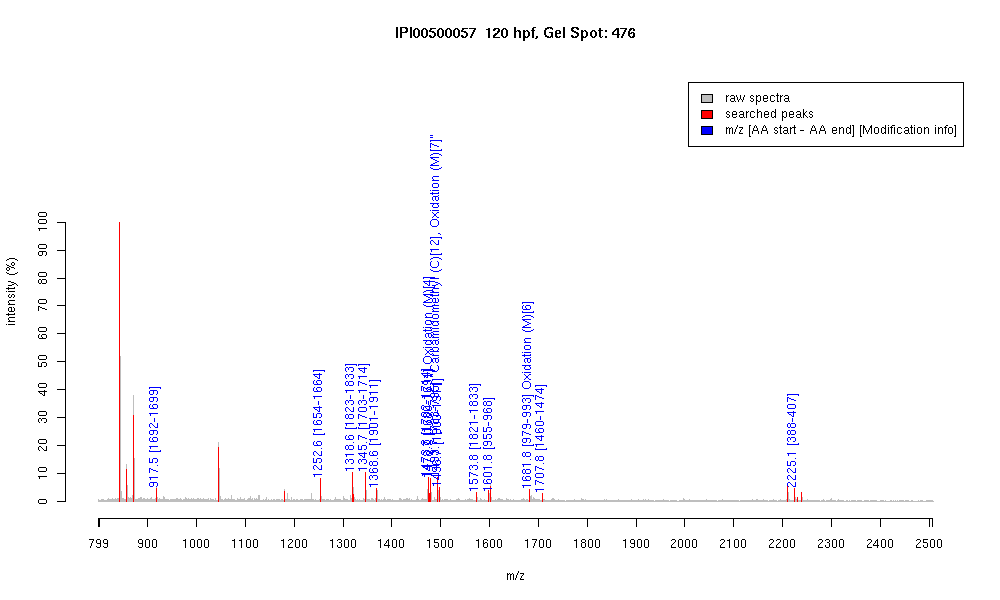 IPI00500057 120 hpf, Gel Spot: 476
raw spectra
searched peaks
m/z [AA start - AA end] [Modification info]
intensity (%)
100
90
80
70
60
50
40
30
20
10
0
917.5 [1692-1699]
1252.6 [1654-1664]
1318.6 [1823-1833]
1345.7 [1703-1714]
1368.6 [1901-1911]
Oxidation (M)[4]
Carbamidomethyl (C)[12], Oxidation (M)[7]"
1573.8 [1821-1833]
1601.8 [955-968]
1681.8 [979-993] Oxidation (M)[6]
1707.8 [1460-1474]
2225.1 [388-407]
799 900 1000 1100 1200 1300 1400 1500 1600 1700 1800 1900 2000 2100 2200 2300 2400 2500
m/z